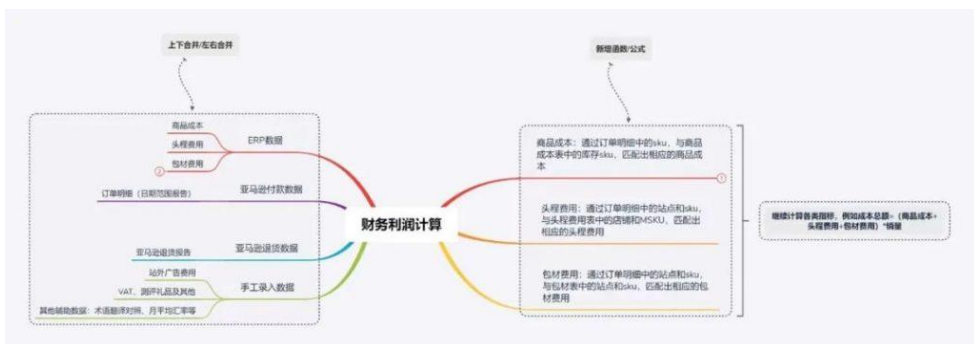 上下合并/左右合并
新增函数/公式
商品成本
头程费用
包材费用
②
ERP数据
订单明细（日期范围报告）
亚马逊付款数据
亚马逊退货报告
亚马逊退货数据
站外广告费用
VAT、测评礼品及其他
其他辅助数据：术语翻译对照、月平均汇率等
手工录入数据
财务利润计算
商品成本：通过订单明细中的sku，与商品
成本表中的库存sku，匹配出相应的商品成
本
①
头程费用：通过订单明细中的站点和sku，
与头程费用表中的店铺和MSKU，匹配出
相应的头程费用
包材费用：通过订单明细中的站点和sku，
与包材表中的站点和sku，匹配出相应的包
材费用
继续计算各类指标，例如成本总额=（商品成本+
头程费用+包材费用）*销量